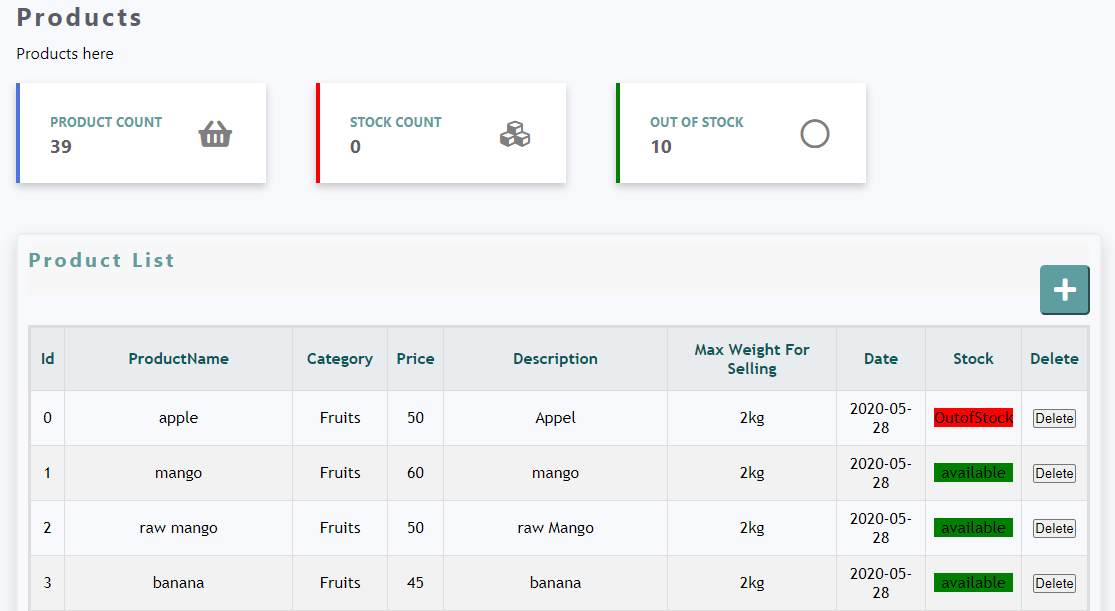 Products
Products here
PRODUCT COUNT
39
STOCK COUNT
0
OUT OF STOCK
10
Product List
Id ProductName Category Price Description Max Weight For Selling Date Stock Delete
0 apple Fruits 50 Appel 2kg 2020-05-28 OutofStock Delete
1 mango Fruits 60 mango 2kg 2020-05-28 available Delete
2 raw mango Fruits 50 raw Mango 2kg 2020-05-28 available Delete
3 banana Fruits 45 banana 2kg 2020-05-28 available Delete